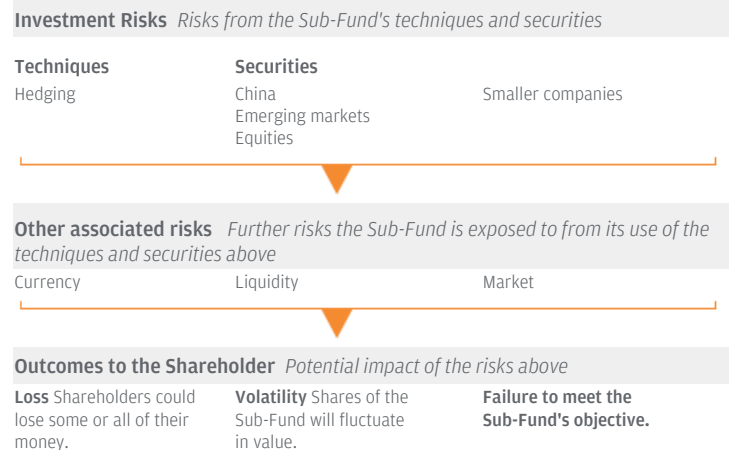 Investment Risks Risks from the Sub-Fund's techniques and securities
Techniques Securities
Hedging China Smaller companies
Emerging markets
Equities
Other associated risks Further risks the Sub-Fund is exposed to from its use of the
techniques and securities above
Currency Liquidity Market
Outcomes to the Shareholder Potential impact of the risks above
Loss Shareholders could
lose some or all of their
money.
Volatility Shares of the
Sub-Fund will fluctuate
in value.
Failure to meet the
Sub-Fund's objective.